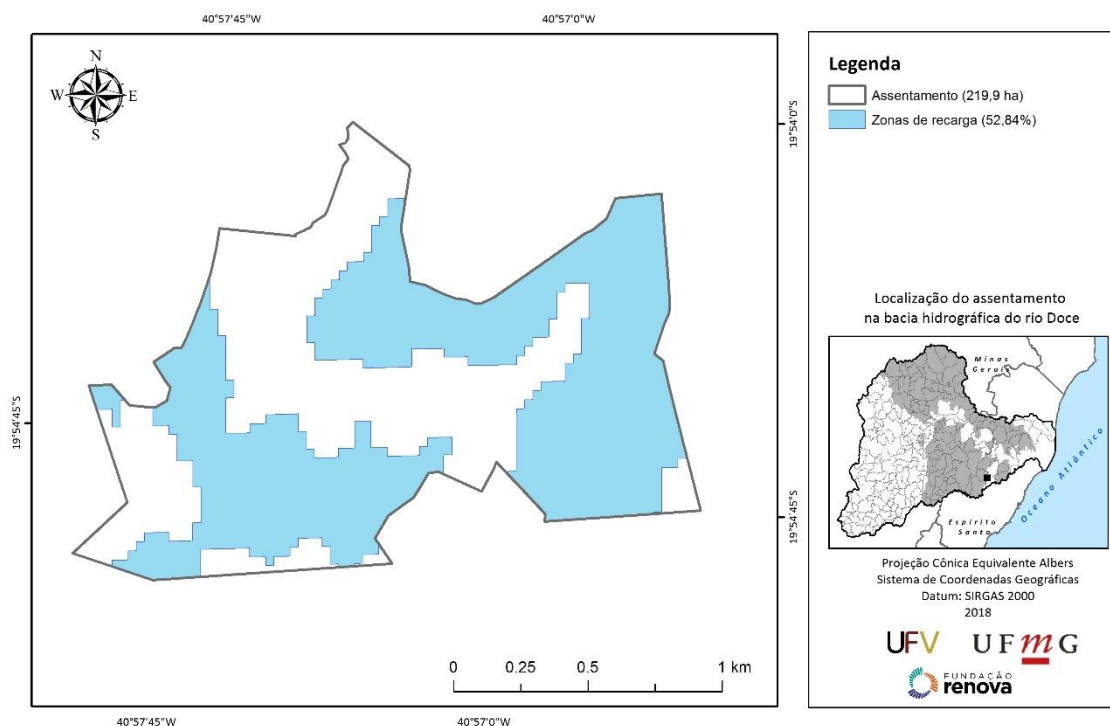 40°57'45"W
40°57'0"W
N
W
E
S
19°54'0"S
19°54'45"S
19°54'45"S
0
0.25
0.5
1 km
40°57'45"W
40°57'0"W
Legenda
Assentamento (219,9 ha)
Zonas de recarga (52,84%)
Localização do assentamento
na bacia hidrográfica do rio Doce
Minas
Gerais
Oceano Atlântico
Espírito
Santo
Projeção Cônica Equivalente Albers
Sistema de Coordenadas Geográficas
Datum: SIRGAS 2000
2018
UFV
UFmG
FUNDAÇÃO
renova